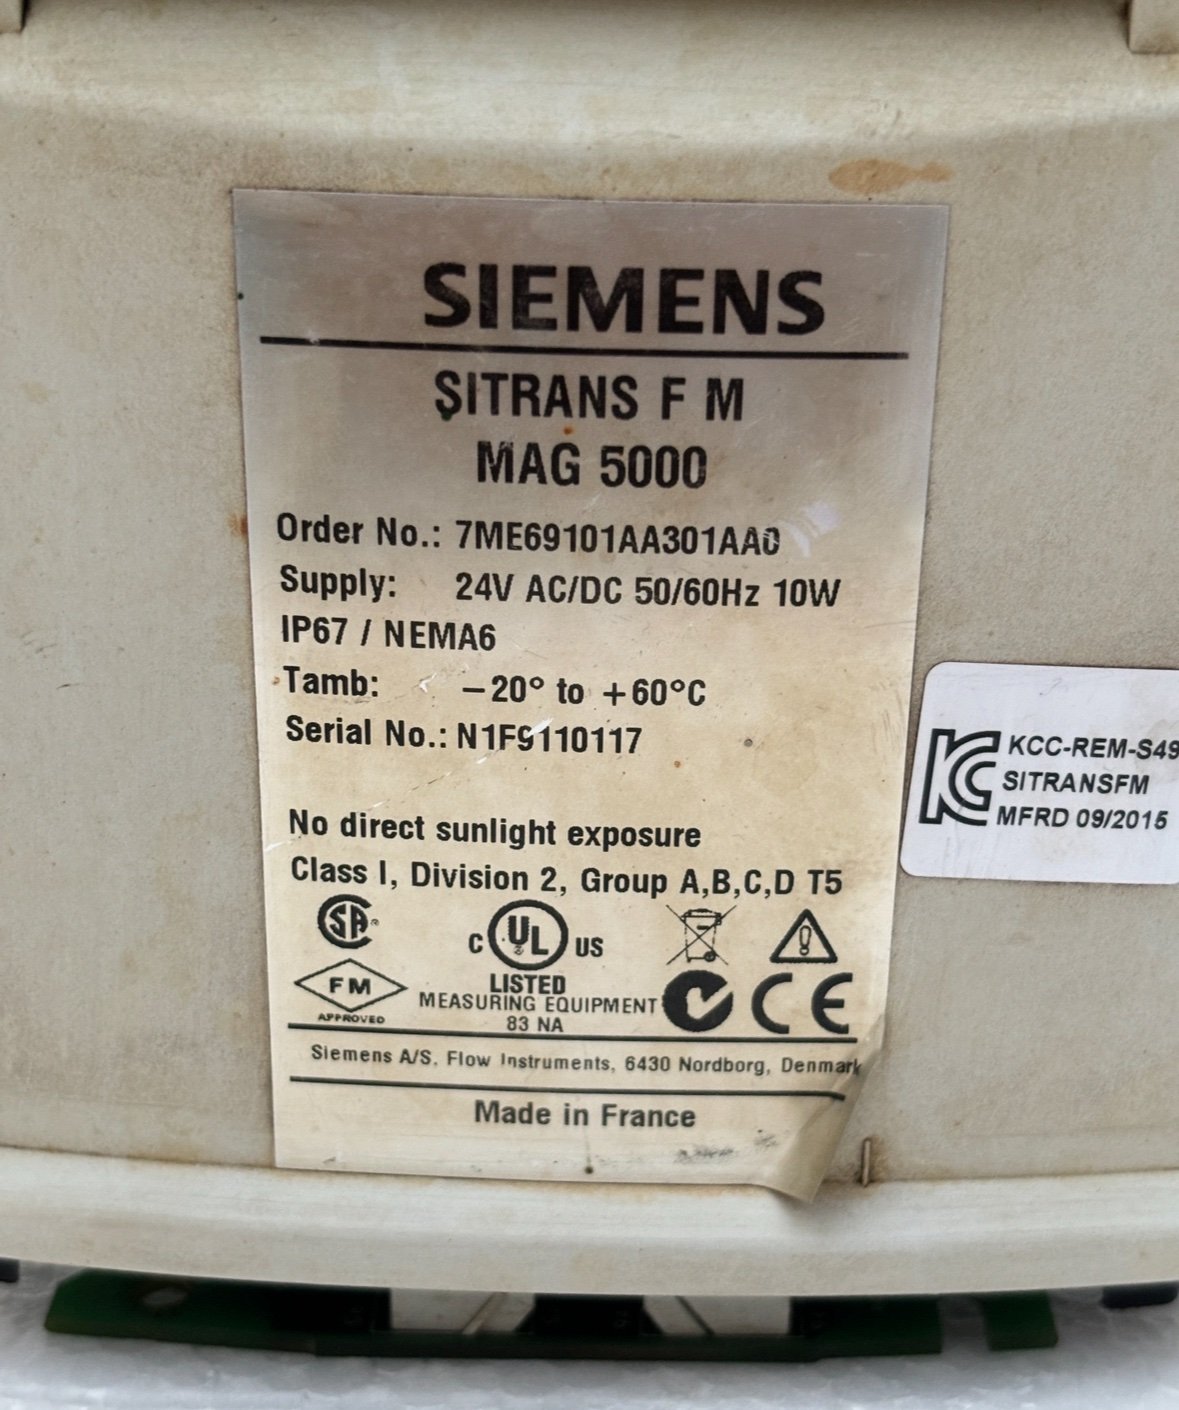 SIEMENS
SITRANS F M
MAG 5000
Order No.: 7ME69101AA301AA0
Supply: 24V AC/DC 50/60Hz 10W
IP67 / NEMA6
Tamb: –20° to +60°C
Serial No.: N1F9110117
No direct sunlight exposure
Class I, Division 2, Group A,B,C,D T5
SA
C UL US
LISTED
FM
APPROVED
MEASURING EQUIPMENT
83 NA
CE
Siemens A/S, Flow Instruments, 6430 Nordborg, Denmark
Made in France
KCC-REM-S49
SITRANSFM
MFRD 09/2015